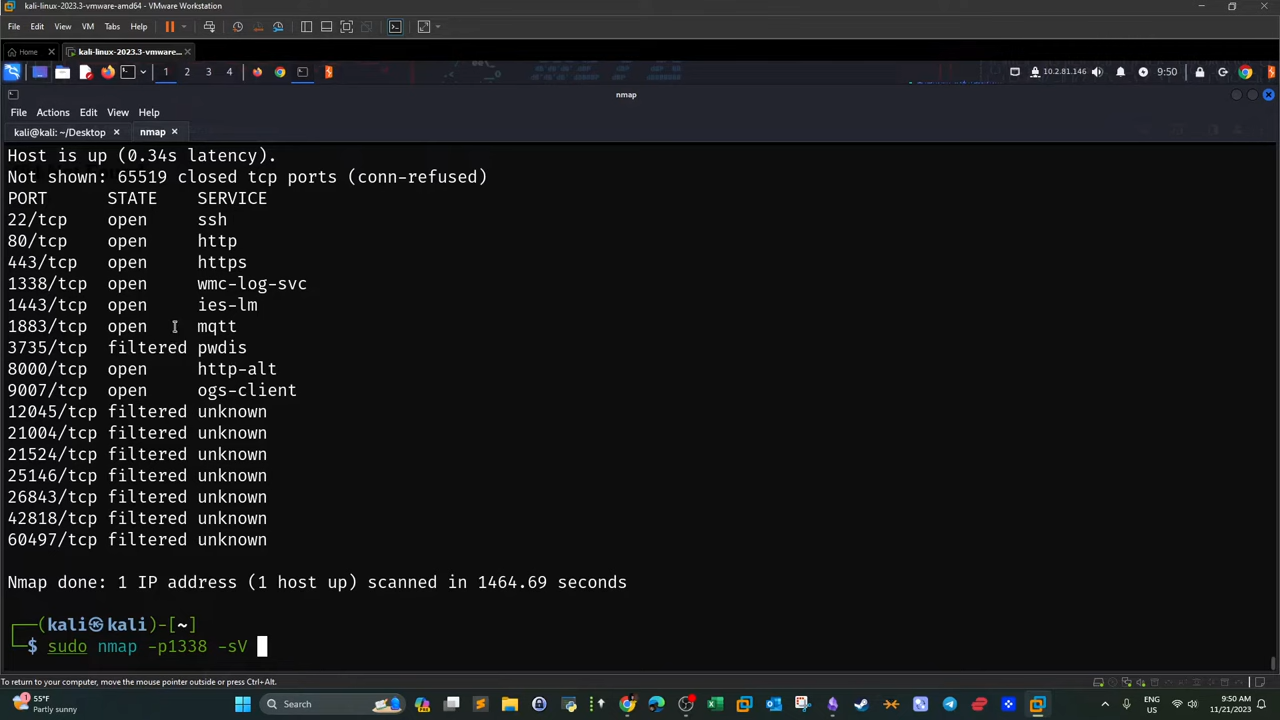 kali-linux-2023.3-vmware-amd64 - VMware Workstation
File Edit View VM Tabs Help
Home kali-linux-2023.3-vmware...
1 2 3 4 10.2.81.146 9:50
nmap
File Actions Edit View Help
kali@kali: ~/Desktop nmap
Host is up (0.34s latency).
Not shown: 65519 closed tcp ports (conn-refused)
PORT STATE SERVICE
22/tcp open ssh
80/tcp open http
443/tcp open https
1338/tcp open wmc-log-svc
1443/tcp open ies-lm
1883/tcp open mqtt
3735/tcp filtered pwdis
8000/tcp open http-alt
9007/tcp open ogs-client
12045/tcp filtered unknown
21004/tcp filtered unknown
21524/tcp filtered unknown
25146/tcp filtered unknown
26843/tcp filtered unknown
42818/tcp filtered unknown
60497/tcp filtered unknown
Nmap done: 1 IP address (1 host up) scanned in 1464.69 seconds
┌──(kali㉿kali)-[~]
└─$ sudo nmap -p1338 -sV
To return to your computer, move the mouse pointer outside or press Ctrl+Alt.
1 55°F
Partly sunny
Search
ENG
US
9:50 AM
11/21/2023